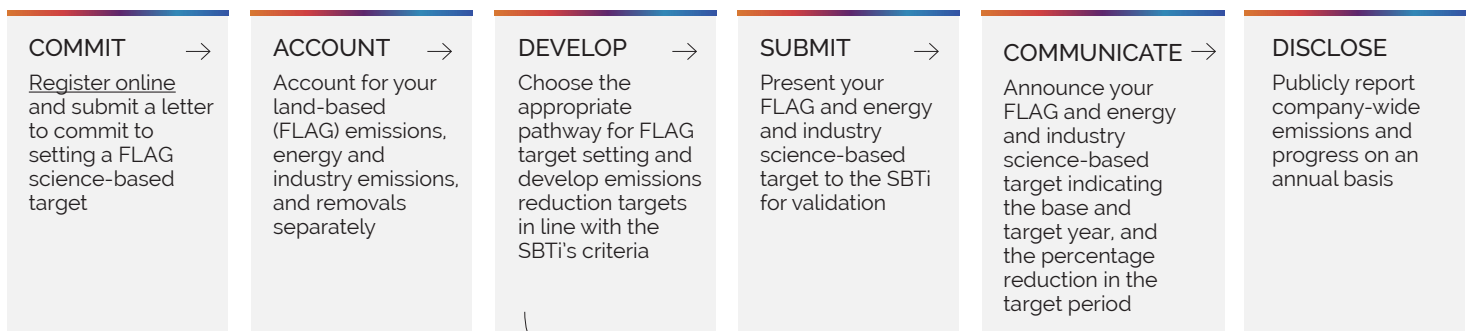 COMMIT →
Register online
and submit a letter
to commit to
setting a FLAG
science-based
target
ACCOUNT →
Account for your
land-based
(FLAG) emissions,
energy and
industry emissions,
and removals
separately
DEVELOP →
Choose the
appropriate
pathway for FLAG
target setting and
develop emissions
reduction targets
in line with the
SBTi's criteria
SUBMIT →
Present your
FLAG and energy
and industry
science-based
target to the SBTi
for validation
COMMUNICATE →
Announce your
FLAG and energy
and industry
science-based
target indicating
the base and
target year, and
the percentage
reduction in the
target period
DISCLOSE
Publicly report
company-wide
emissions and
progress on an
annual basis